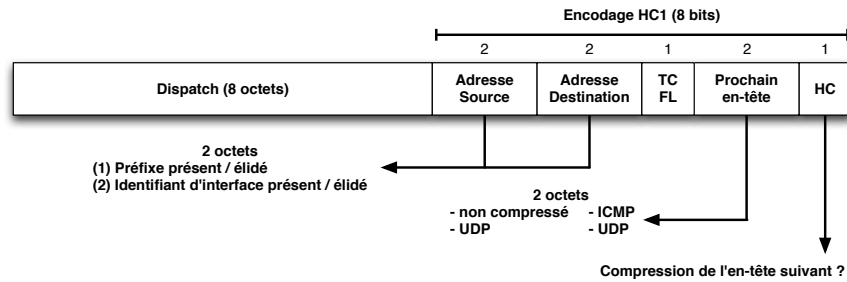 Encodage HC1 (8 bits)
2 2 1 2 1
Dispatch (8 octets)
Adresse Source
Adresse Destination
TC FL
Prochain en-tête
HC
2 octets
(1) Préfixe présent / élidé
(2) Identifiant d'interface présent / élidé
2 octets
- non compressé - ICMP
- UDP - UDP
Compression de l'en-tête suivant ?